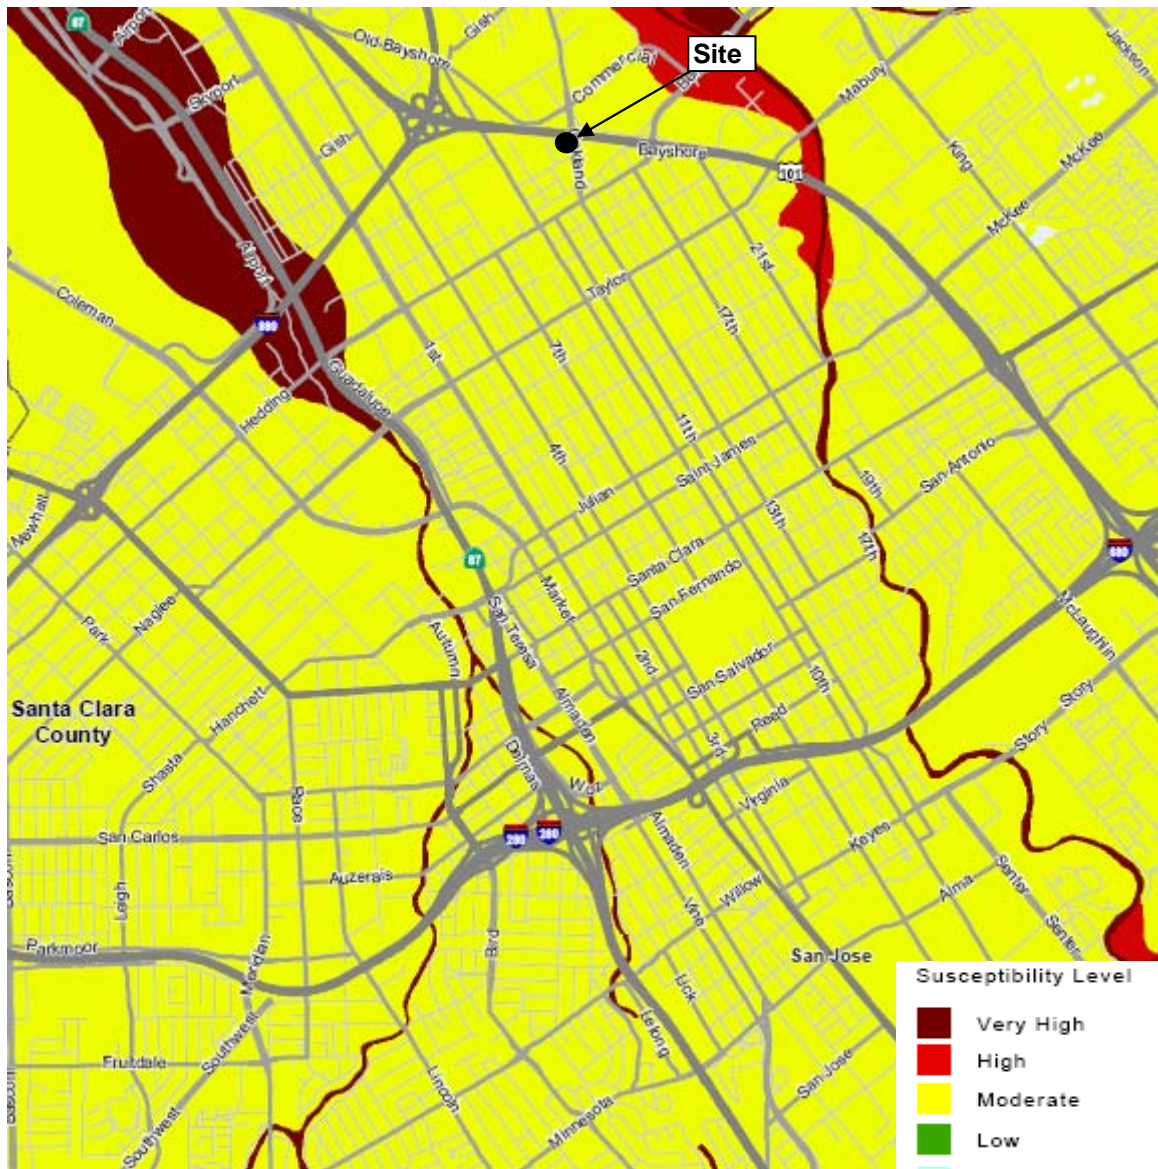 87
Airport
Old Bayshore
Gish
Site
Jackson
Commercial
Skyport
Mabury
Gish
Bayshore
101
King
McKee
McKee
Airport
Coleman
Taylor
21st
880
1st
7th
17th
Guadalupe
Hedding
4th
11th
Saint James
Julian
19th
San Antonio
Newhall
13th
17th
87
Santa Clara
680
Market
San Fernando
Naglee
Park
San Teresa
Autumn
2nd
McLaughlin
San Salvador
10th
Santa Clara
County
Hanchett
Almaden
Reed
3rd
Story
Story
Shasta
Delmas
Race
Virginia
San Carlos
280
280
Almaden
Keyes
Leigh
Auzerais
Willow
Alma
Senter
Vine
Senter
Parkmoor
Bird
Meridian
San Jose
Lick
Lelong
Southwest
Fruitdale
Lincoln
San Jose
Minnesota
Southwest
Susceptibility Level
Very High
High
Moderate
Low